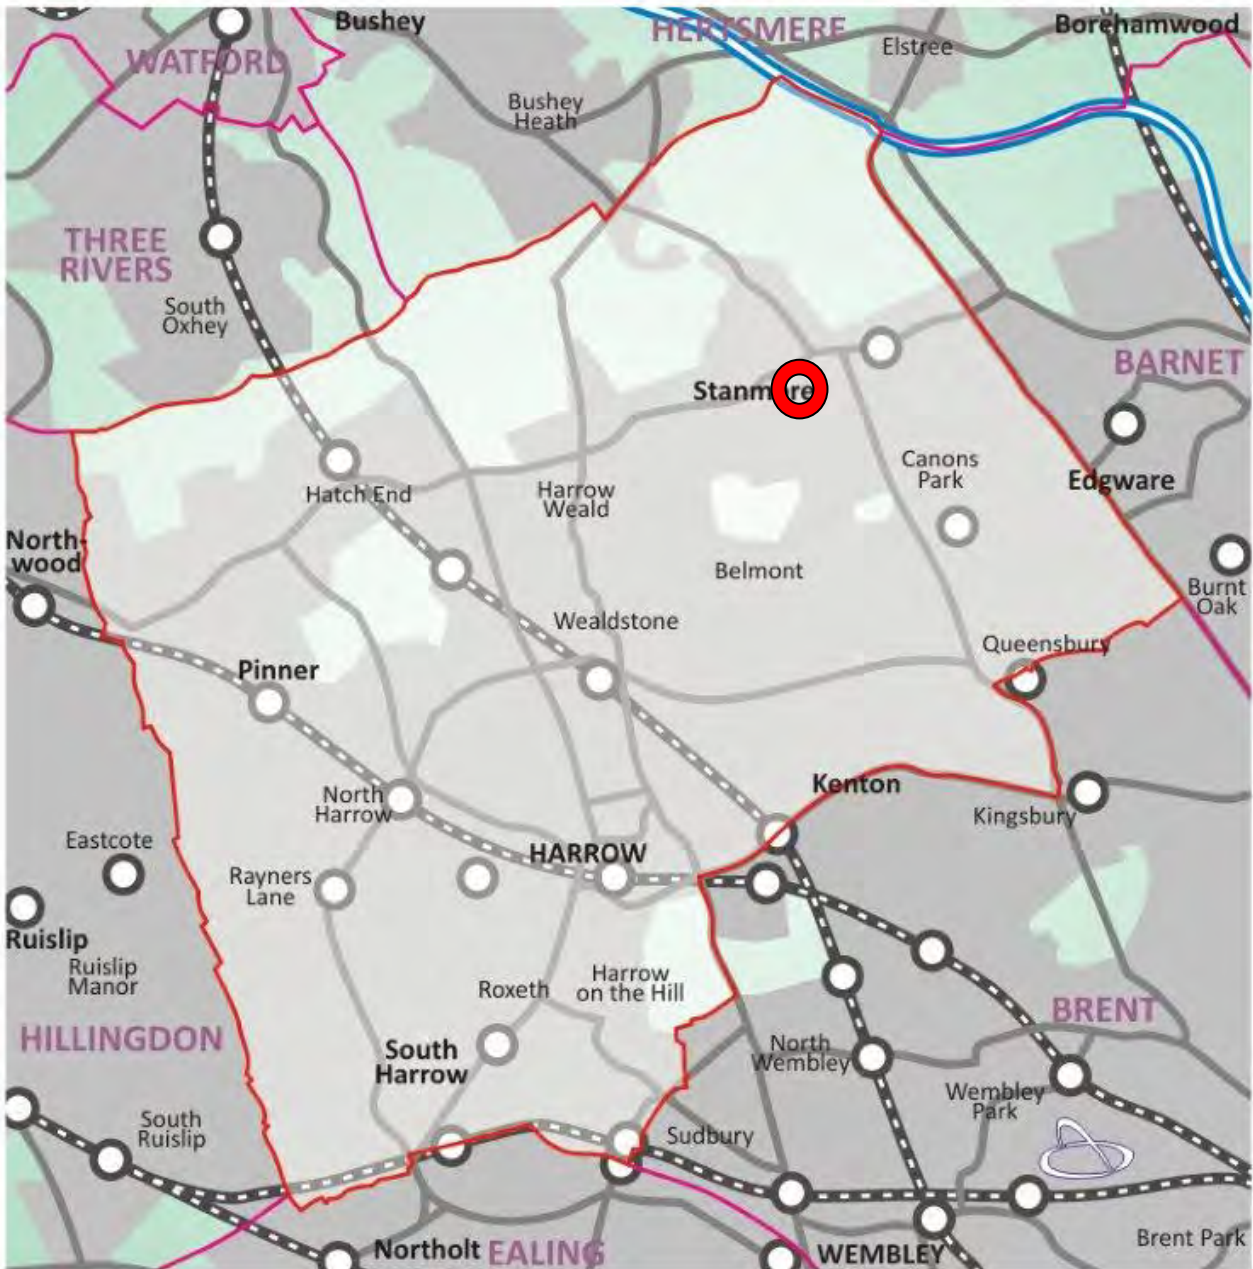 Bushey
HERTSMERE
Borehamwood
WATFORD
Elstree
Bushey
Heath
THREE
RIVERS
South
Oxhey
BARNET
Stanmore
Edgware
Canons
Park
Hatch End
Harrow
Weald
North-
wood
Belmont
Burnt
Oak
Wealdstone
Queensbury
Pinner
Kenton
North
Harrow
Kingsbury
Eastcote
HARROW
Rayners
Lane
Ruislip
Ruislip
Manor
Roxeth
Harrow
on the Hill
BRENT
HILLINGDON
South
Harrow
North
Wembley
Wembley
Park
South
Ruislip
Sudbury
Brent Park
Northolt
EALING
WEMBLEY